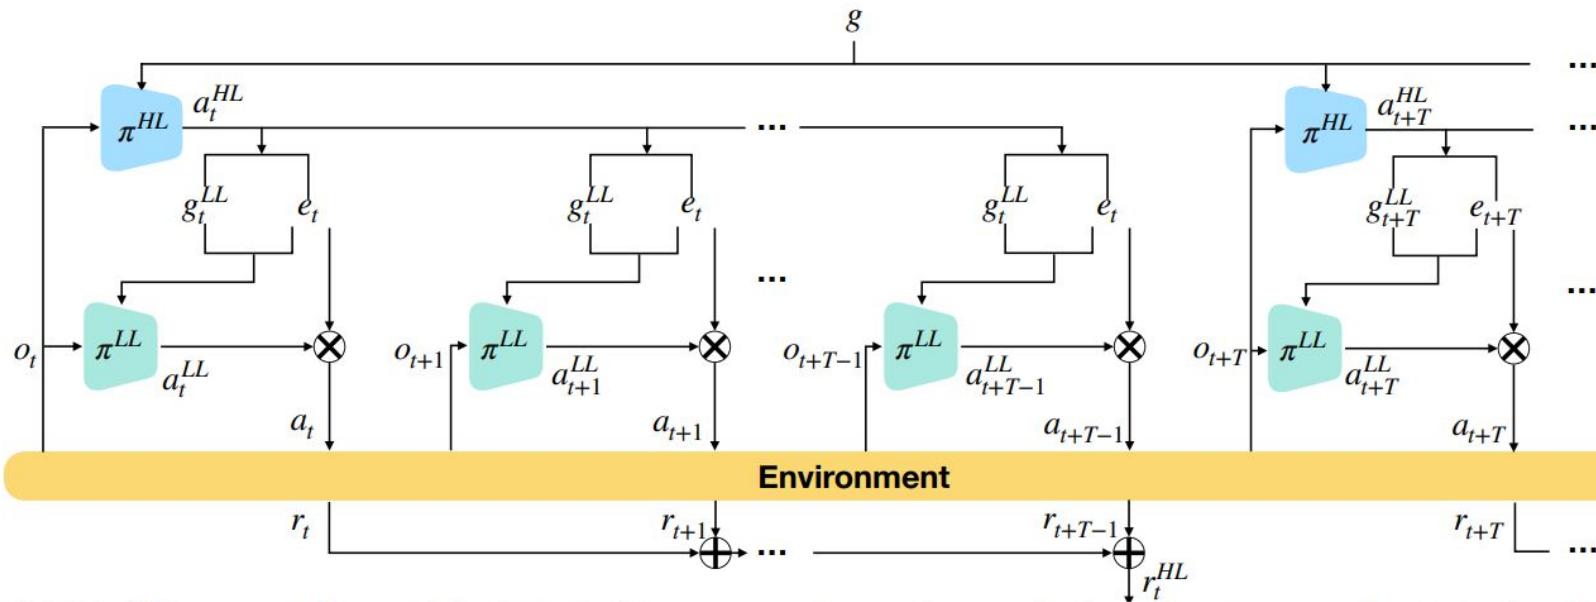 g
...
π^{HL} a_t^{HL} ... π^{HL} a_{t+T}^{HL} ...
g_t^{LL} e_t g_t^{LL} e_t g_t^{LL} e_t g_{t+T}^{LL} e_{t+T}
... ...
o_t π^{LL} a_t^{LL} o_{t+1} π^{LL} a_{t+1}^{LL} o_{t+T-1} π^{LL} a_{t+T-1}^{LL} o_{t+T} π^{LL} a_{t+T}^{LL}
a_t a_{t+1} a_{t+T-1} a_{t+T}
Environment
r_t r_{t+1} r_{t+T-1} r_{t+T}
... ...
r_t^{HL}